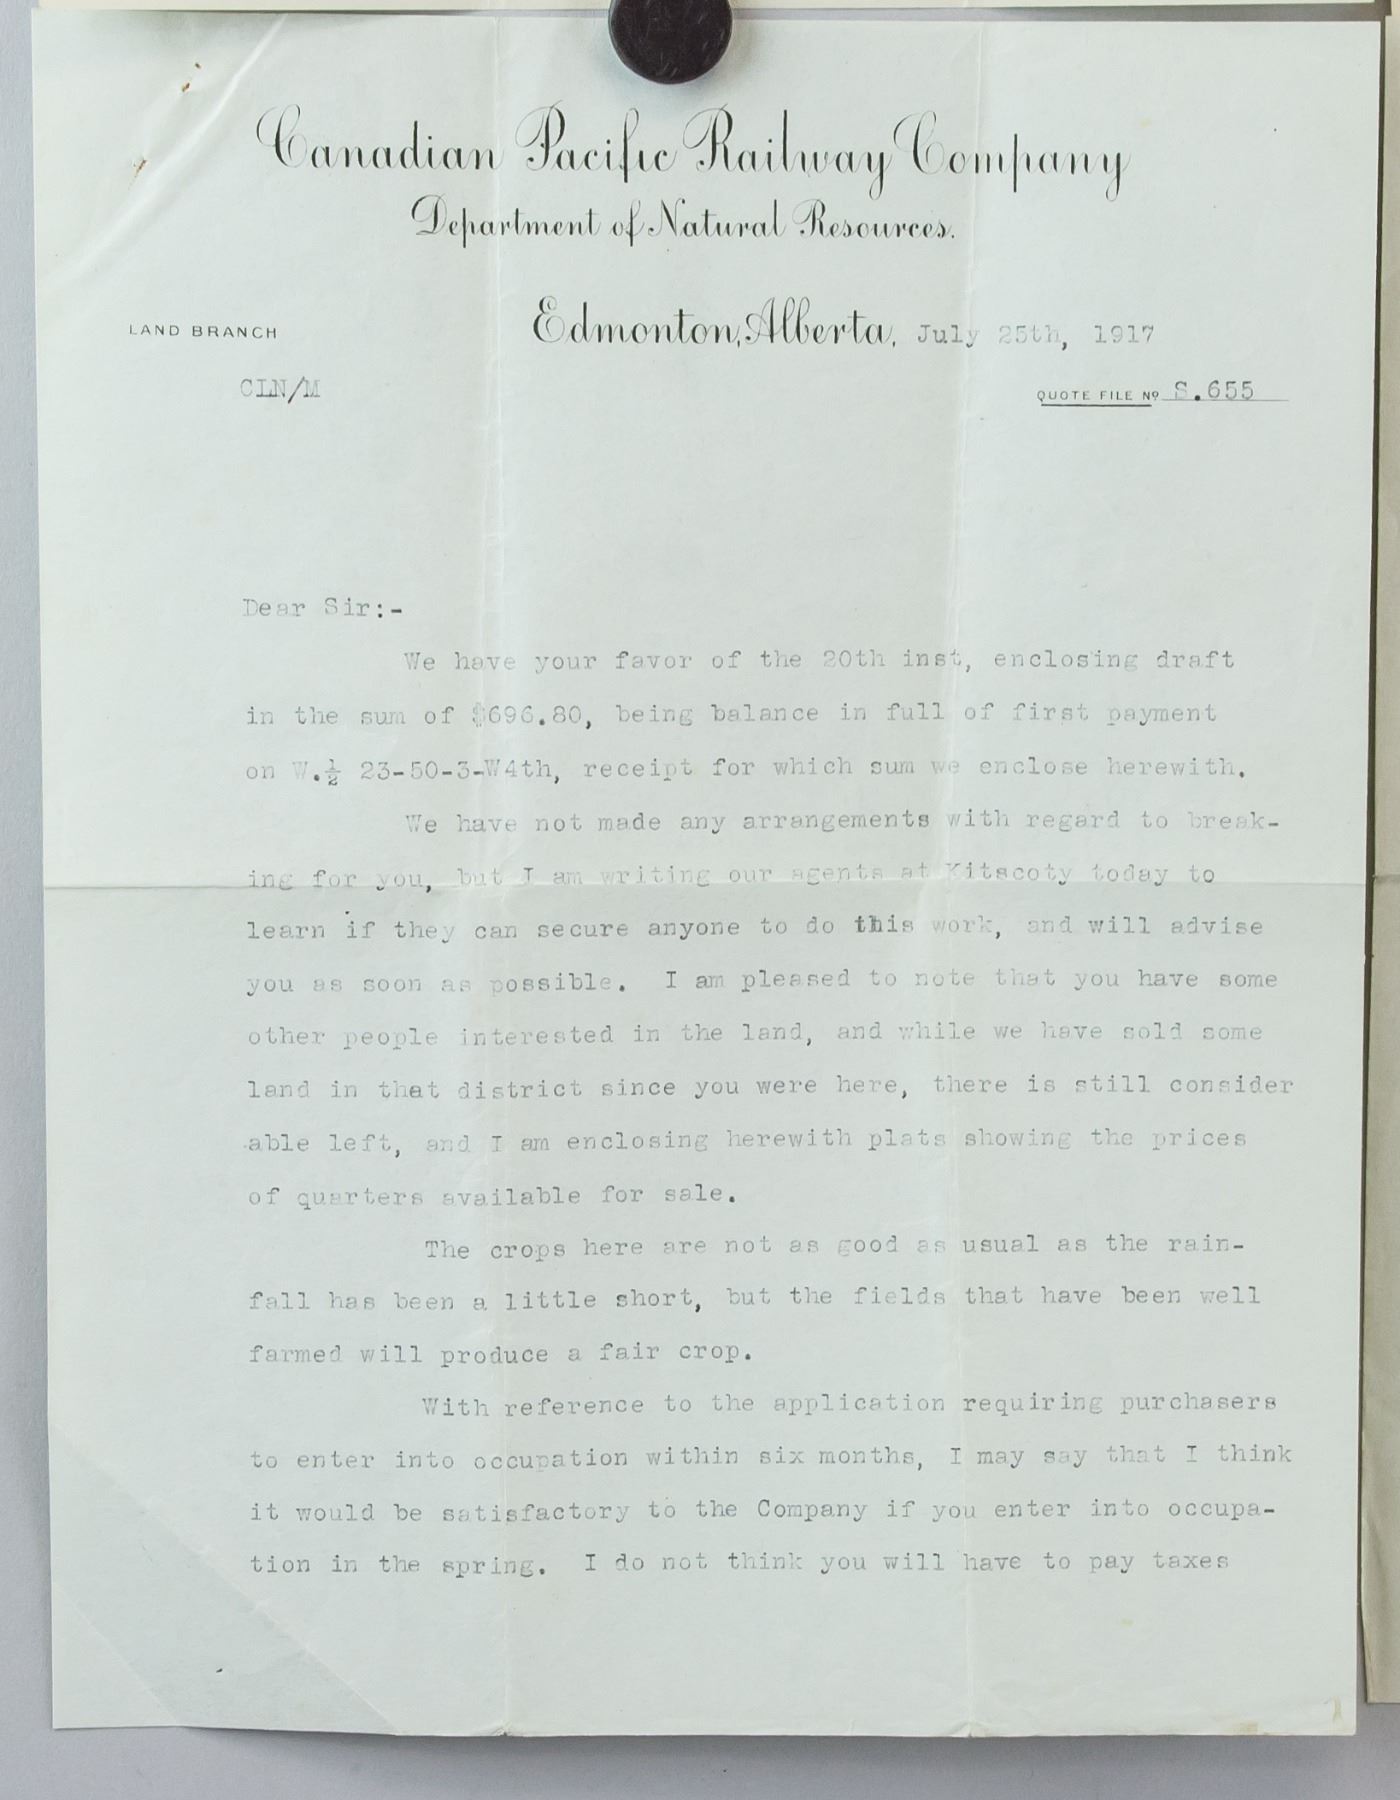 Canadian Pacific Railway Company
Department of Natural Resources.
LAND BRANCH
Edmonton, Alberta, July 25th, 1917
CLN/M
QUOTE FILE Nº S.655
Dear Sir:-
We have your favor of the 20th inst, enclosing draft
in the sum of $696.80, being balance in full of first payment
on W.½ 23-50-3-W4th, receipt for which sum we enclose herewith.
We have not made any arrangements with regard to break-
ing for you, but I am writing our agents at Kitscoty today to
learn if they can secure anyone to do this work, and will advise
you as soon as possible. I am pleased to note that you have some
other people interested in the land, and while we have sold some
land in that district since you were here, there is still consider
able left, and I am enclosing herewith plats showing the prices
of quarters available for sale.
The crops here are not as good as usual as the rain-
fall has been a little short, but the fields that have been well
farmed will produce a fair crop.
With reference to the application requiring purchasers
to enter into occupation within six months, I may say that I think
it would be satisfactory to the Company if you enter into occupa-
tion in the spring. I do not think you will have to pay taxes